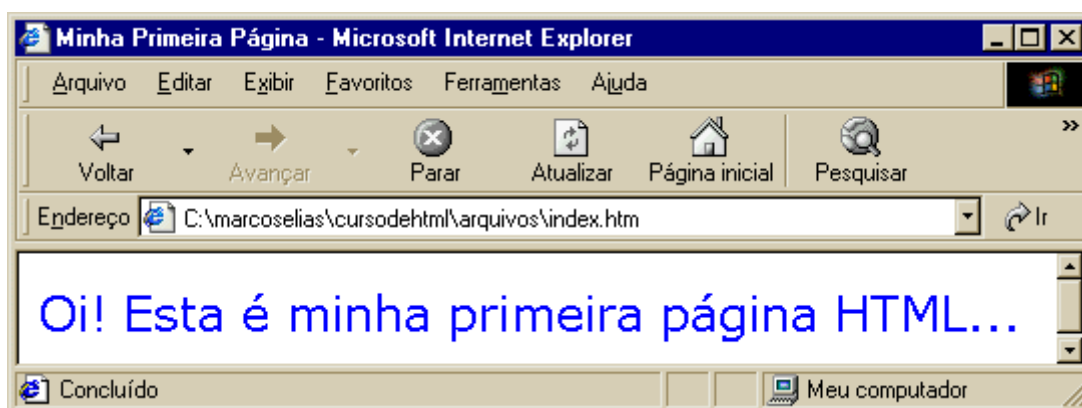 Minha Primeira Página - Microsoft Internet Explorer
Arquivo Editar Exibir Favoritos Ferramentas Ajuda
Voltar Avançar Parar Atualizar Página inicial Pesquisar »
Endereço C:\marcoselias\cursodehtml\arquivos\index.htm Ir
Oi! Esta é minha primeira página HTML...
Concluído Meu computador